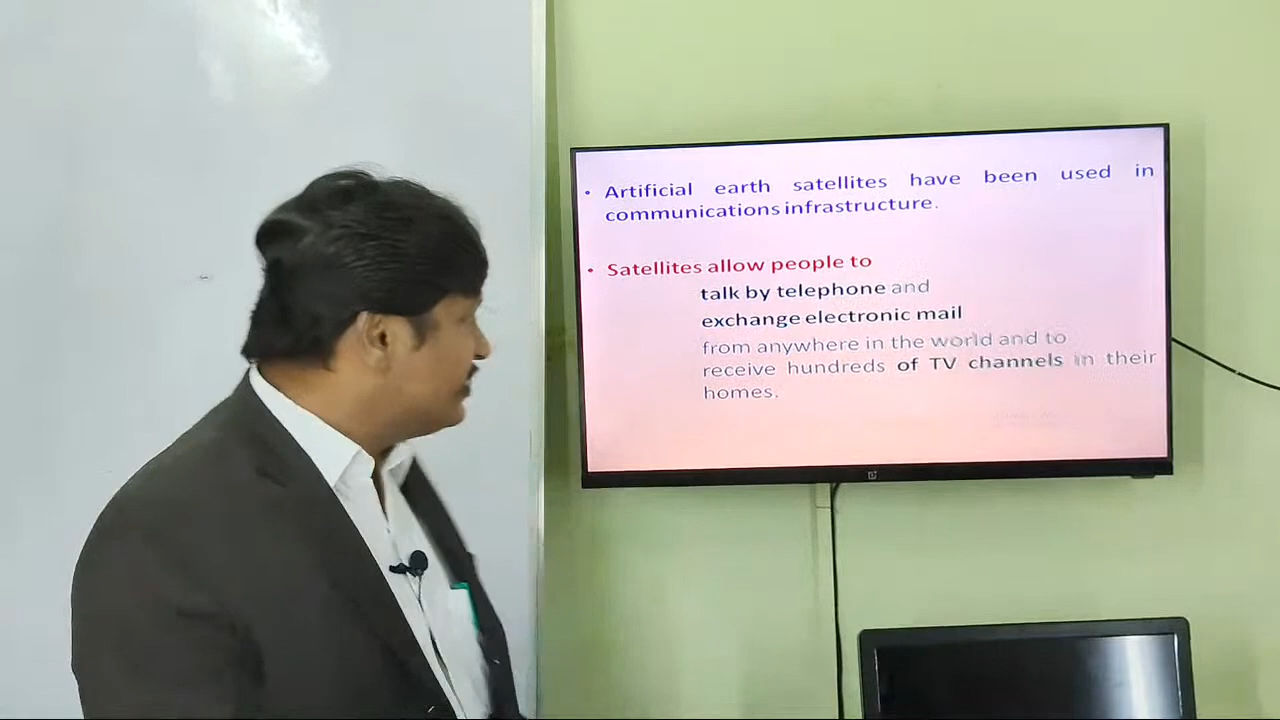 • Artificial earth satellites have been used in
communications infrastructure.
• Satellites allow people to
talk by telephone and
exchange electronic mail
from anywhere in the world and to
receive hundreds of TV channels in their
homes.